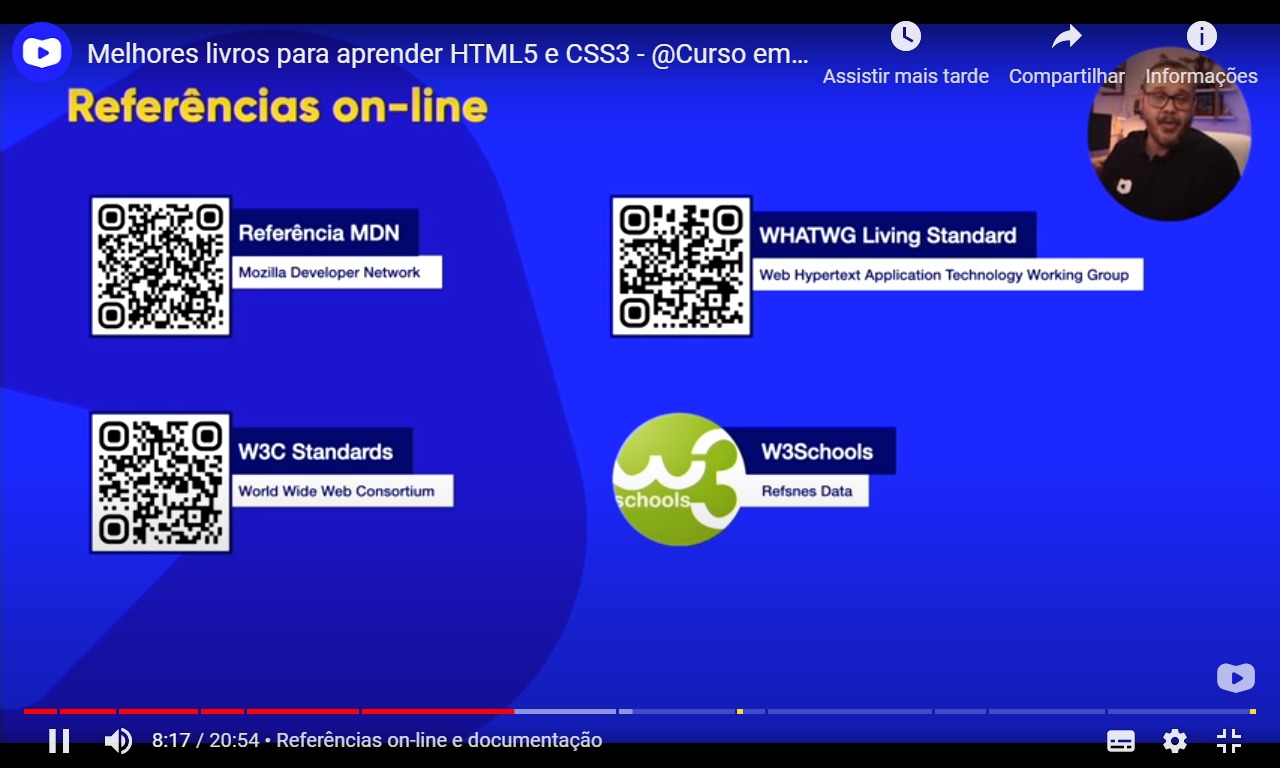 Melhores livros para aprender HTML5 e CSS3 - @Curso em...
Assistir mais tarde
Compartilhar
Informações
Referências on-line
Referência MDN
Mozilla Developer Network
WHATWG Living Standard
Web Hypertext Application Technology Working Group
W3C Standards
World Wide Web Consortium
w3
schools
W3Schools
Refsnes Data
8:17 / 20:54 • Referências on-line e documentação